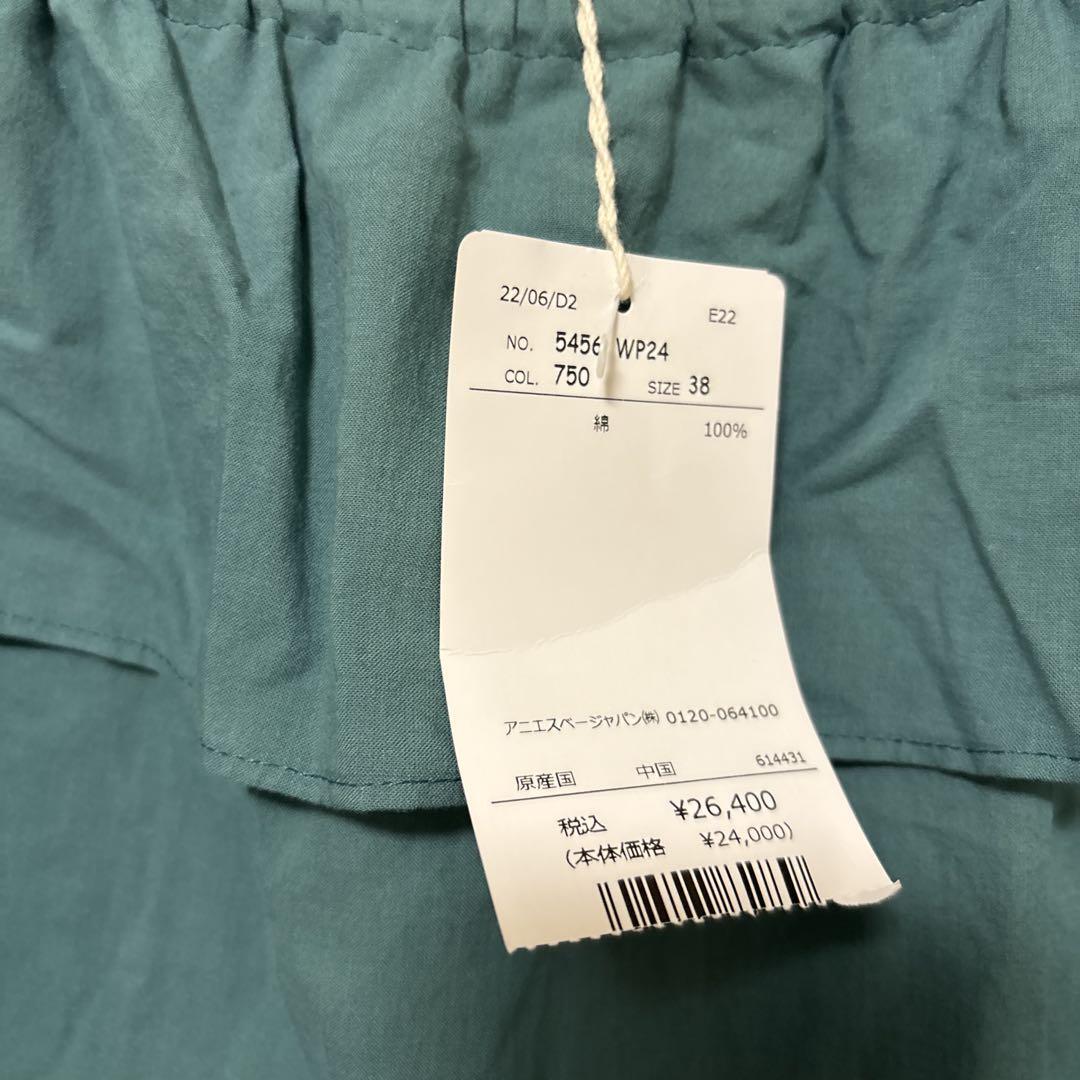 22/06/D2 E22
NO. 5456 WP24
COL. 750 SIZE 38
綿 100%
アニエスベージャパン㈱ 0120-064100
原産国 中国 614431
税込 ¥26,400
(本体価格 ¥24,000)